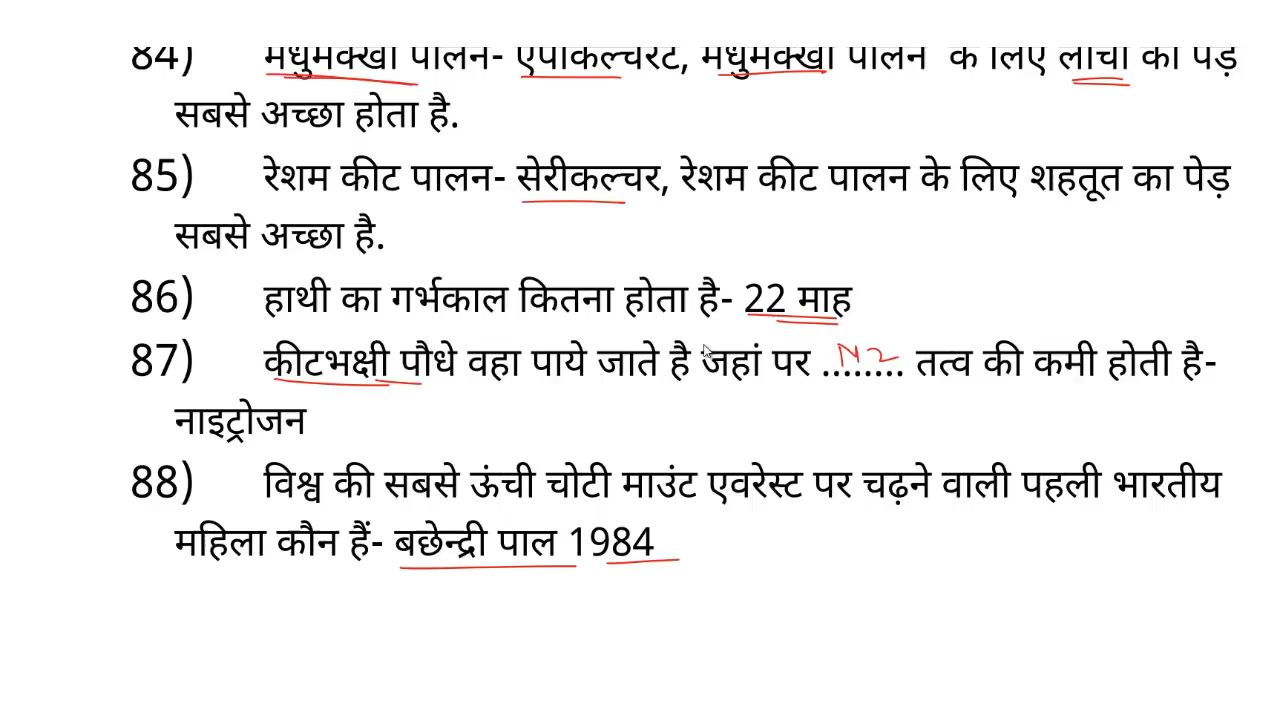 84) मधुमक्खी पालन- एपीकल्चरट, मधुमक्खी पालन के लिए लीची का पेड़
सबसे अच्छा होता है.
85) रेशम कीट पालन- सेरीकल्चर, रेशम कीट पालन के लिए शहतूत का पेड़
सबसे अच्छा है.
86) हाथी का गर्भकाल कितना होता है- 22 माह
87) कीटभक्षी पौधे वहा पाये जाते है जहां पर ........ N2 तत्व की कमी होती है-
नाइट्रोजन
88) विश्व की सबसे ऊंची चोटी माउंट एवरेस्ट पर चढ़ने वाली पहली भारतीय
महिला कौन हैं- बछेन्द्री पाल 1984